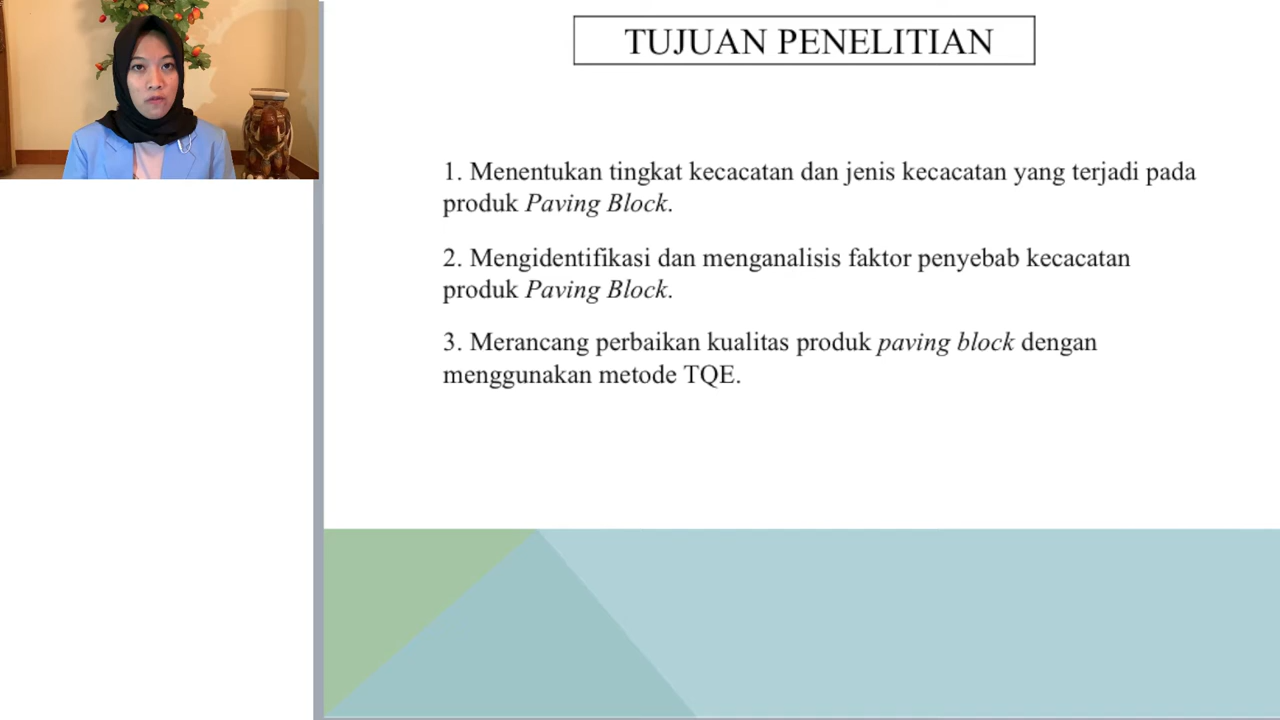 TUJUAN PENELITIAN
1. Menentukan tingkat kecacatan dan jenis kecacatan yang terjadi pada
produk Paving Block.
2. Mengidentifikasi dan menganalisis faktor penyebab kecacatan
produk Paving Block.
3. Merancang perbaikan kualitas produk paving block dengan
menggunakan metode TQE.